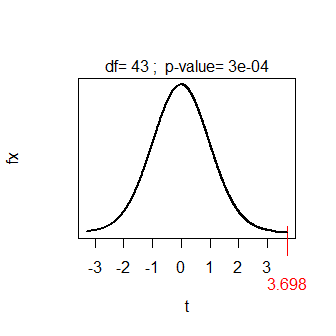 df= 43 ;  p-value= 3e-04
fx
-3 -2 -1 0 1 2 3
3.698
t